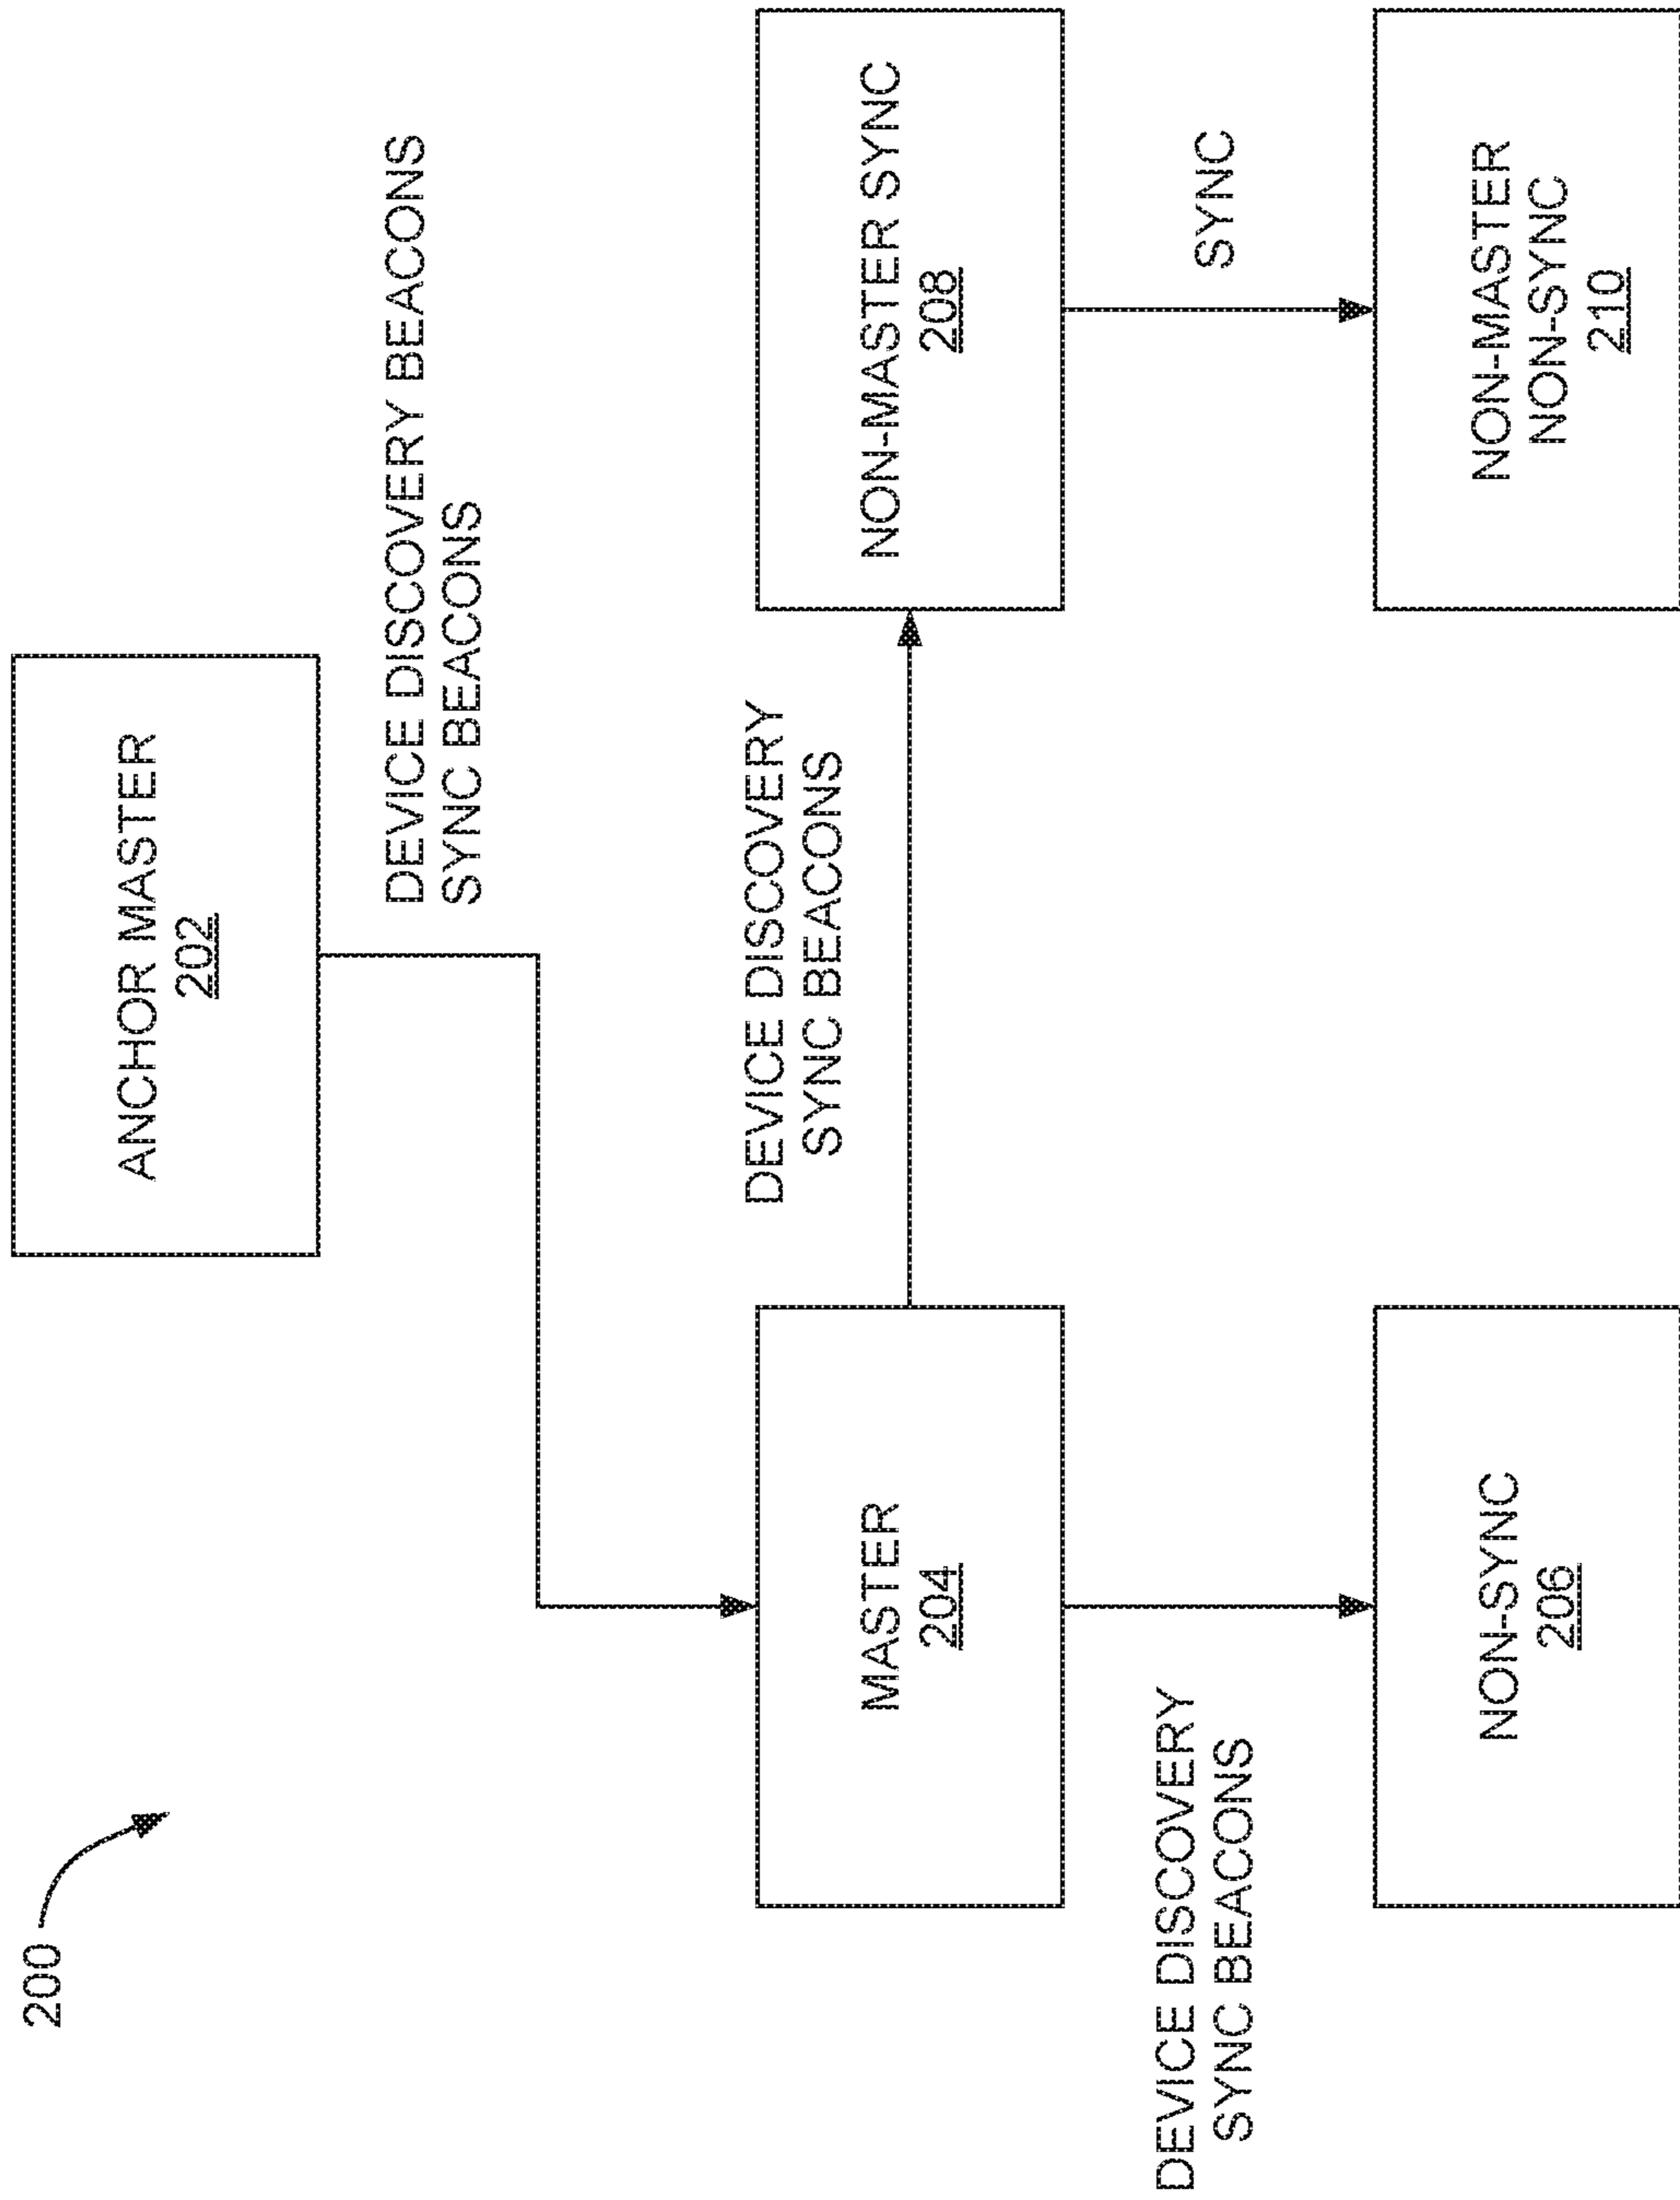 200
ANCHOR MASTER
202
DEVICE DISCOVERY BEACONS
SYNC BEACONS
DEVICE DISCOVERY
SYNC BEACONS
MASTER
204
NON-MASTER SYNC
208
DEVICE DISCOVERY
SYNC BEACONS
SYNC
NON-SYNC
206
NON-MASTER
NON-SYNC
210